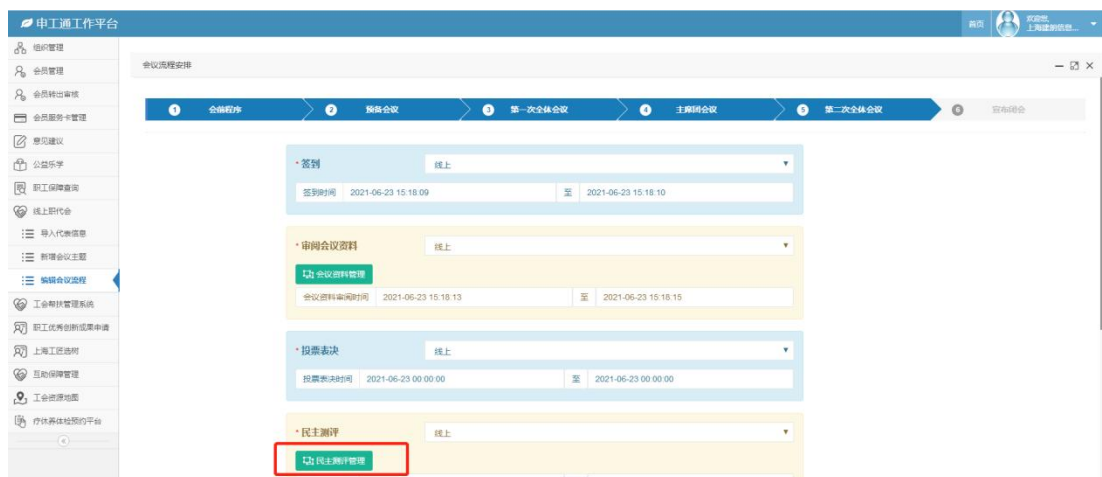 申工通工作平台
首页
欢迎您,
组织管理
会员管理
会员转出审核
会员服务卡管理
意见建议
公益乐学
职工保障查询
线上职代会
导入代表信息
新增会议主题
编辑会议流程
工会帮扶管理系统
职工优秀创新成果申请
上海工匠选树
互助保障管理
工会资源地图
疗休养体检预约平台
会议流程安排
1 会前程序 2 预备会议 3 第一次全体会议 4 主席团会议 5 第二次全体会议 6 宣布闭会
*签到 线上
签到时间 2021-06-23 15:18:09 至 2021-06-23 15:18:10
*审阅会议资料 线上
会议资料管理
会议资料审阅时间 2021-06-23 15:18:13 至 2021-06-23 15:18:15
*投票表决 线上
投票表决时间 2021-06-23 00:00:00 至 2021-06-23 00:00:00
*民主测评 线上
民主测评管理